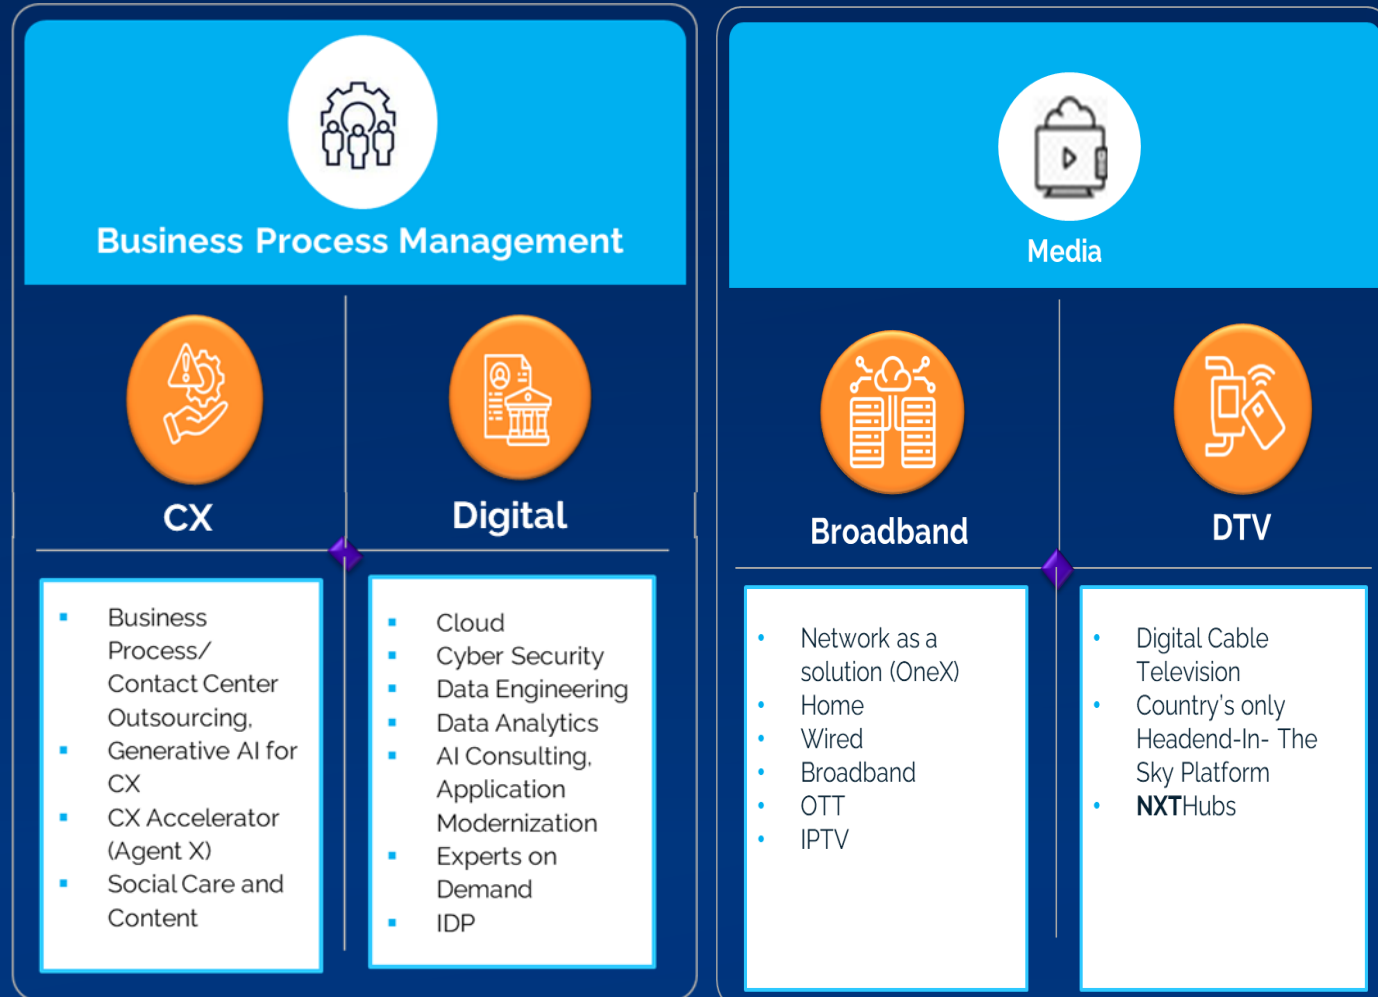 Business Process Management
CX
Digital
▪ Business
Process/
Contact Center
Outsourcing,
▪ Generative AI for
CX
▪ CX Accelerator
(Agent X)
▪ Social Care and
Content
▪ Cloud
▪ Cyber Security
▪ Data Engineering
▪ Data Analytics
▪ AI Consulting,
Application
Modernization
▪ Experts on
Demand
▪ IDP
Media
Broadband
DTV
• Network as a
solution (OneX)
• Home
• Wired
• Broadband
• OTT
• IPTV
• Digital Cable
Television
• Country's only
Headend-In- The
Sky Platform
• NXTHubs